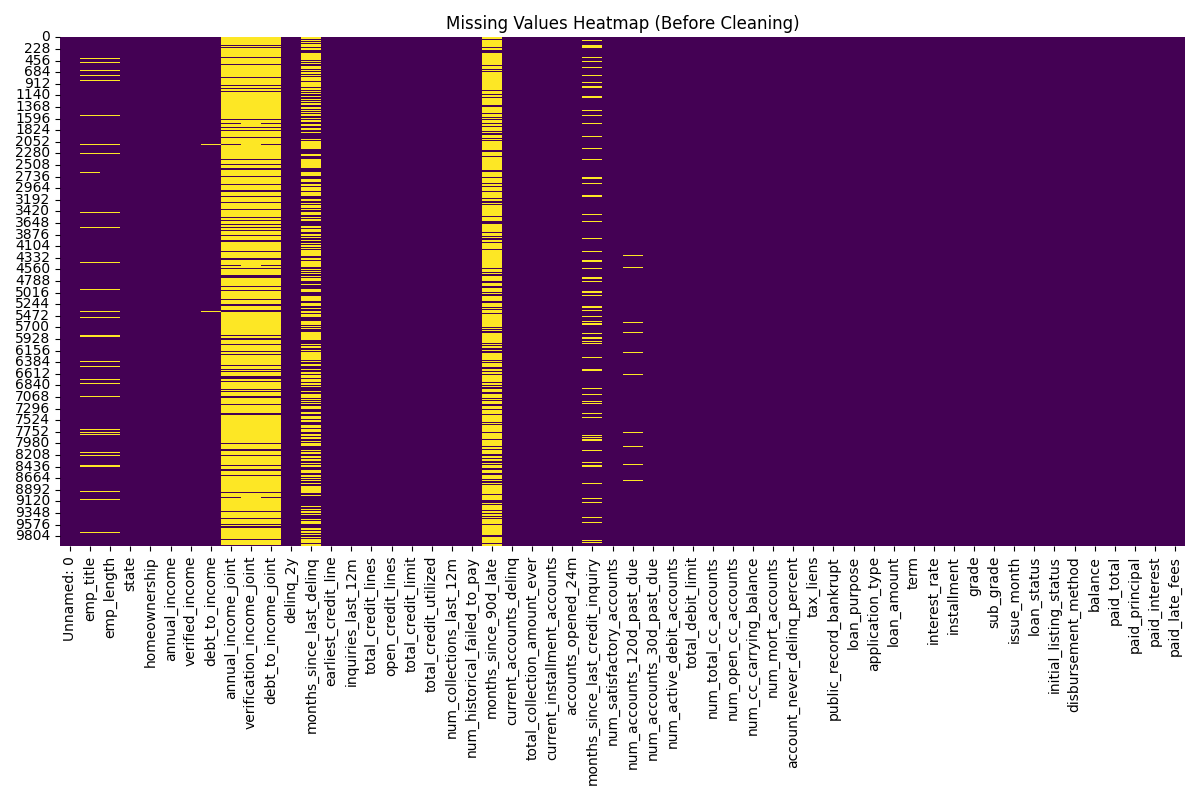 Missing Values Heatmap (Before Cleaning)
0
228
456
684
912
1140
1368
1596
1824
2052
2280
2508
2736
2964
3192
3420
3648
3876
4104
4332
4560
4788
5016
5244
5472
5700
5928
6156
6384
6612
6840
7068
7296
7524
7752
7980
8208
8436
8664
8892
9120
9348
9576
9804
Unnamed: 0
emp_title
emp_length
state
homeownership
annual_income
verified_income
debt_to_income
annual_income_joint
verification_income_joint
debt_to_income_joint
delinq_2y
months_since_last_delinq
earliest_credit_line
inquiries_last_12m
total_credit_lines
open_credit_lines
total_credit_limit
total_credit_utilized
num_collections_last_12m
num_historical_failed_to_pay
months_since_90d_late
current_accounts_delinq
total_collection_amount_ever
current_installment_accounts
accounts_opened_24m
months_since_last_credit_inquiry
num_satisfactory_accounts
num_accounts_120d_past_due
num_accounts_30d_past_due
num_active_debit_accounts
total_debit_limit
num_total_cc_accounts
num_open_cc_accounts
num_cc_carrying_balance
num_mort_accounts
account_never_delinq_percent
tax_liens
public_record_bankrupt
loan_purpose
application_type
loan_amount
term
interest_rate
installment
grade
sub_grade
issue_month
loan_status
initial_listing_status
disbursement_method
balance
paid_total
paid_principal
paid_interest
paid_late_fees